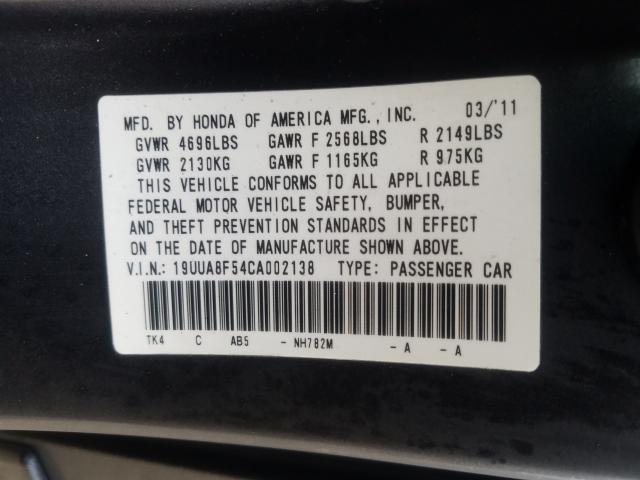 MFD. BY HONDA OF AMERICA MFG., INC. 03/'11
GVWR 4696LBS GAWR F 2568LBS R 2149LBS
GVWR 2130KG GAWR F 1165KG R 975KG
THIS VEHICLE CONFORMS TO ALL APPLICABLE
FEDERAL MOTOR VEHICLE SAFETY, BUMPER,
AND THEFT PREVENTION STANDARDS IN EFFECT
ON THE DATE OF MANUFACTURE SHOWN ABOVE.
V.I.N.: 19UUA8F54CA002138 TYPE: PASSENGER CAR
TK4 C AB5 - NH782M - A - A